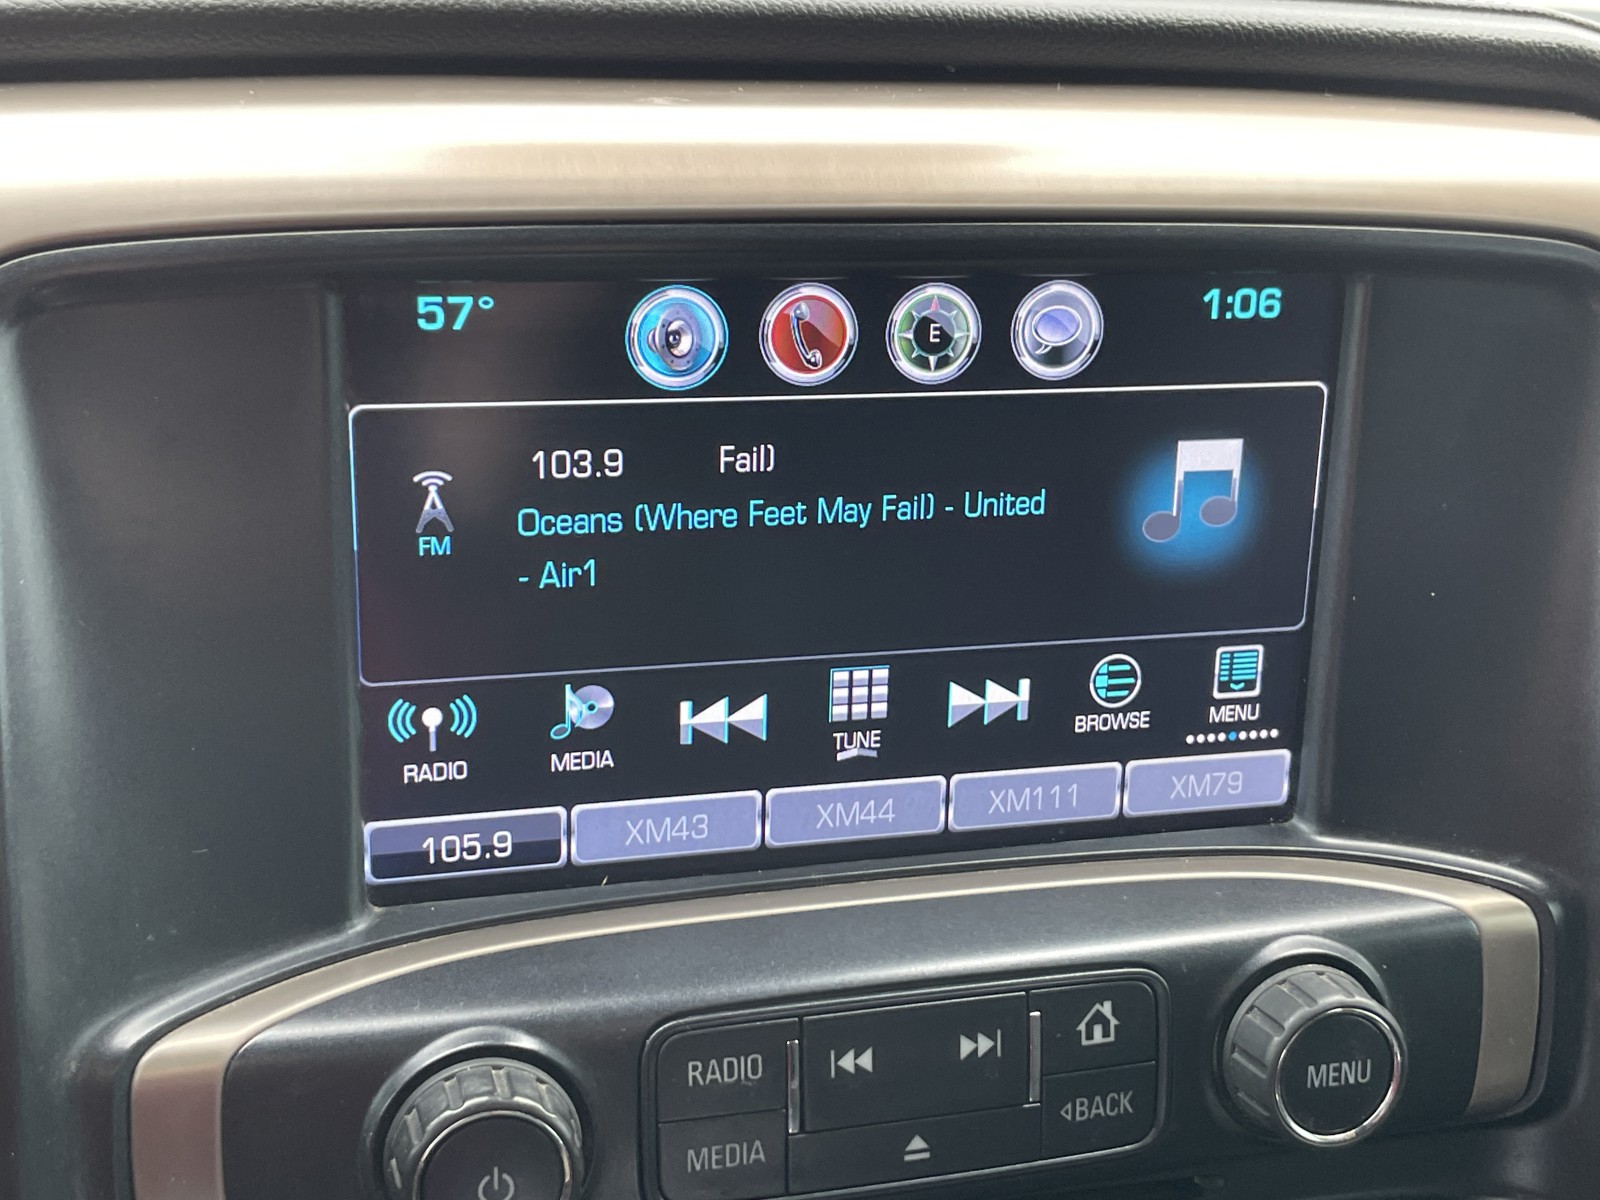 57° 1:06
E
103.9 Fail)
Oceans (Where Feet May Fail) - United
- Air1
FM
RADIO MEDIA TUNE BROWSE MENU
105.9 XM43 XM44 XM111 XM79
RADIO
MEDIA
BACK
MENU